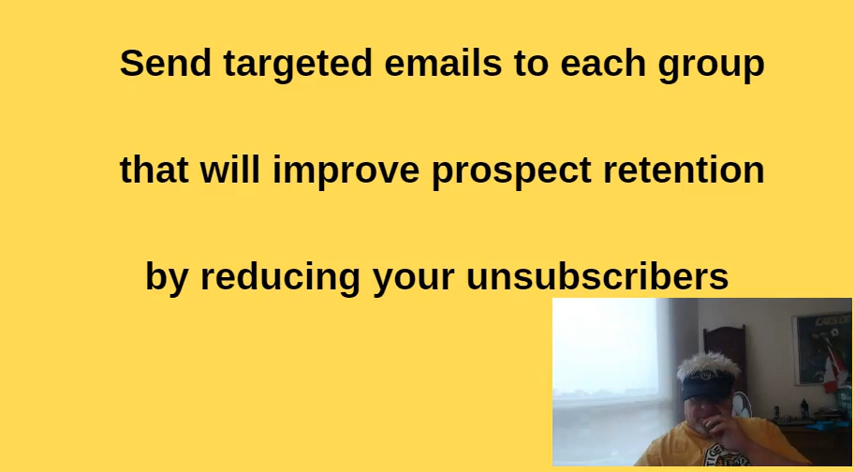 Send targeted emails to each group
that will improve prospect retention
by reducing your unsubscribers